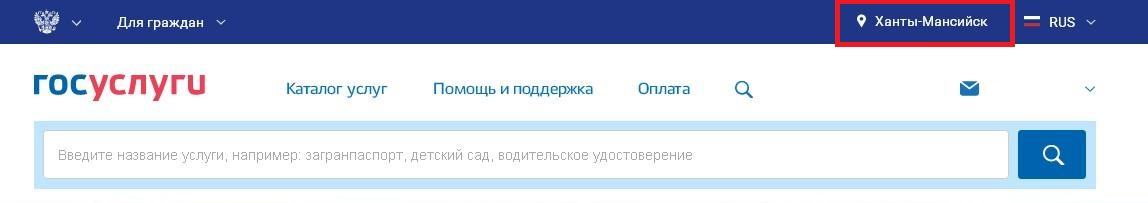 Для граждан
Ханты-Мансийск
RUS
госуслуги
Каталог услуг
Помощь и поддержка
Оплата
Введите название услуги, например: загранпаспорт, детский сад, водительское удостоверение